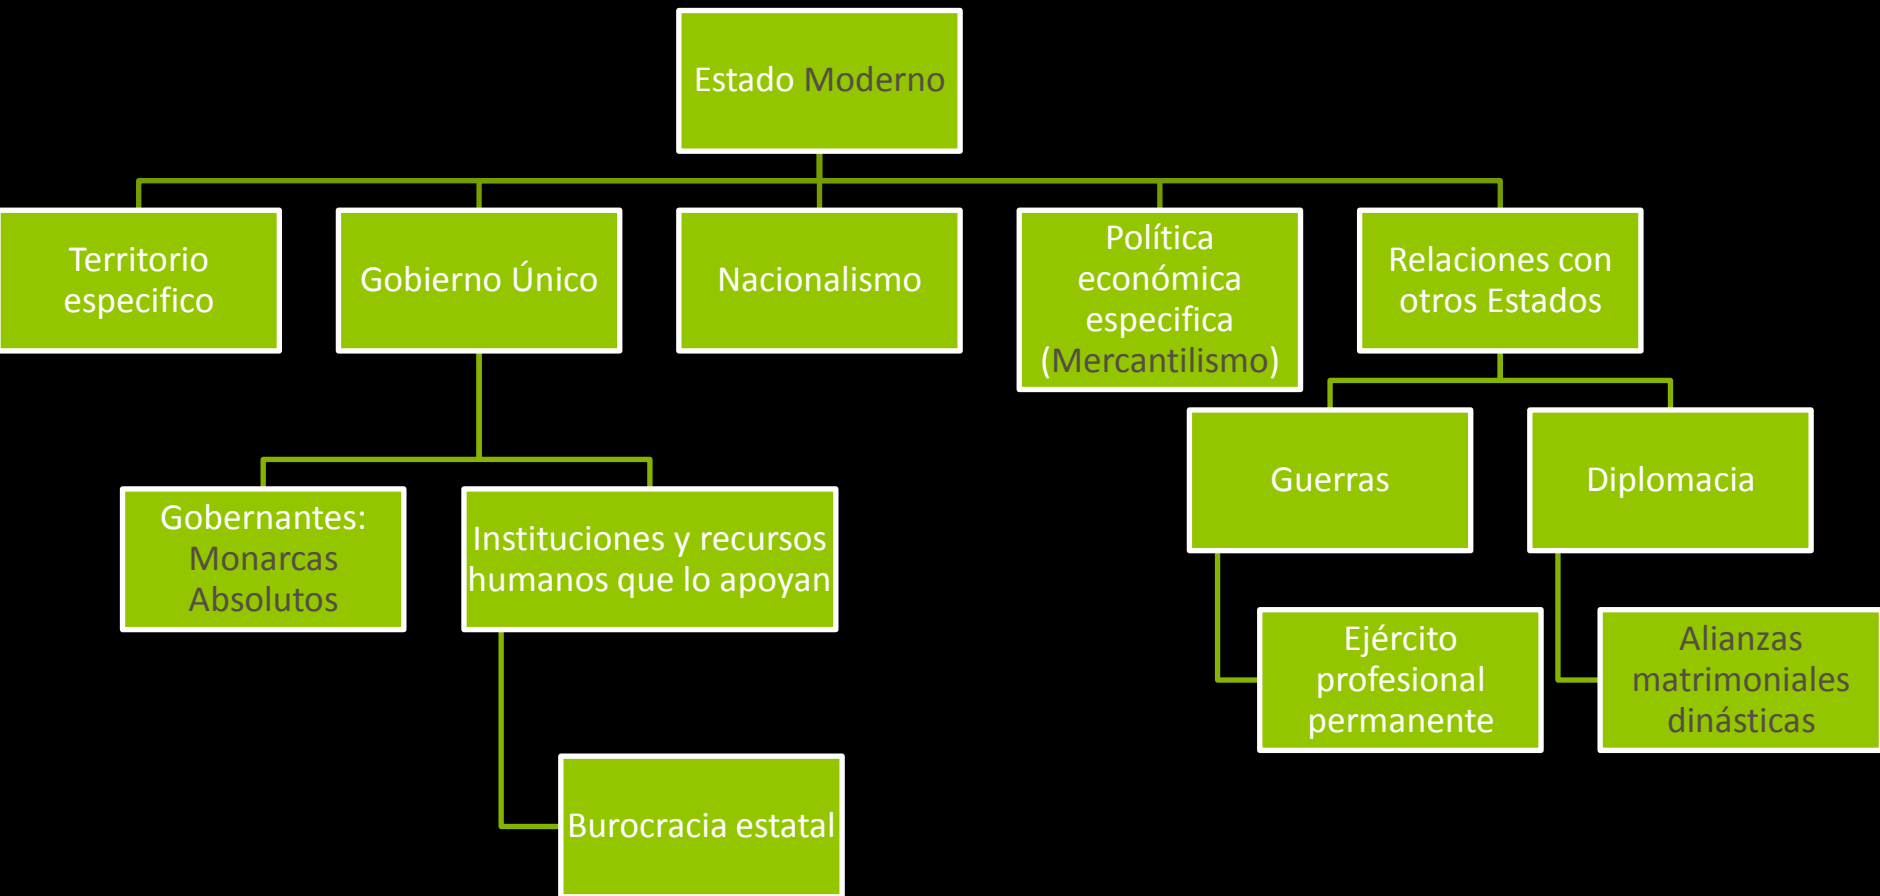 Estado Moderno
Territorio
especifico
Gobierno Único
Nacionalismo
Política
económica
especifica
(Mercantilismo)
Relaciones con
otros Estados
Gobernantes:
Monarcas
Absolutos
Instituciones y recursos
humanos que lo apoyan
Guerras
Diplomacia
Ejército
profesional
permanente
Alianzas
matrimoniales
dinásticas
Burocracia estatal